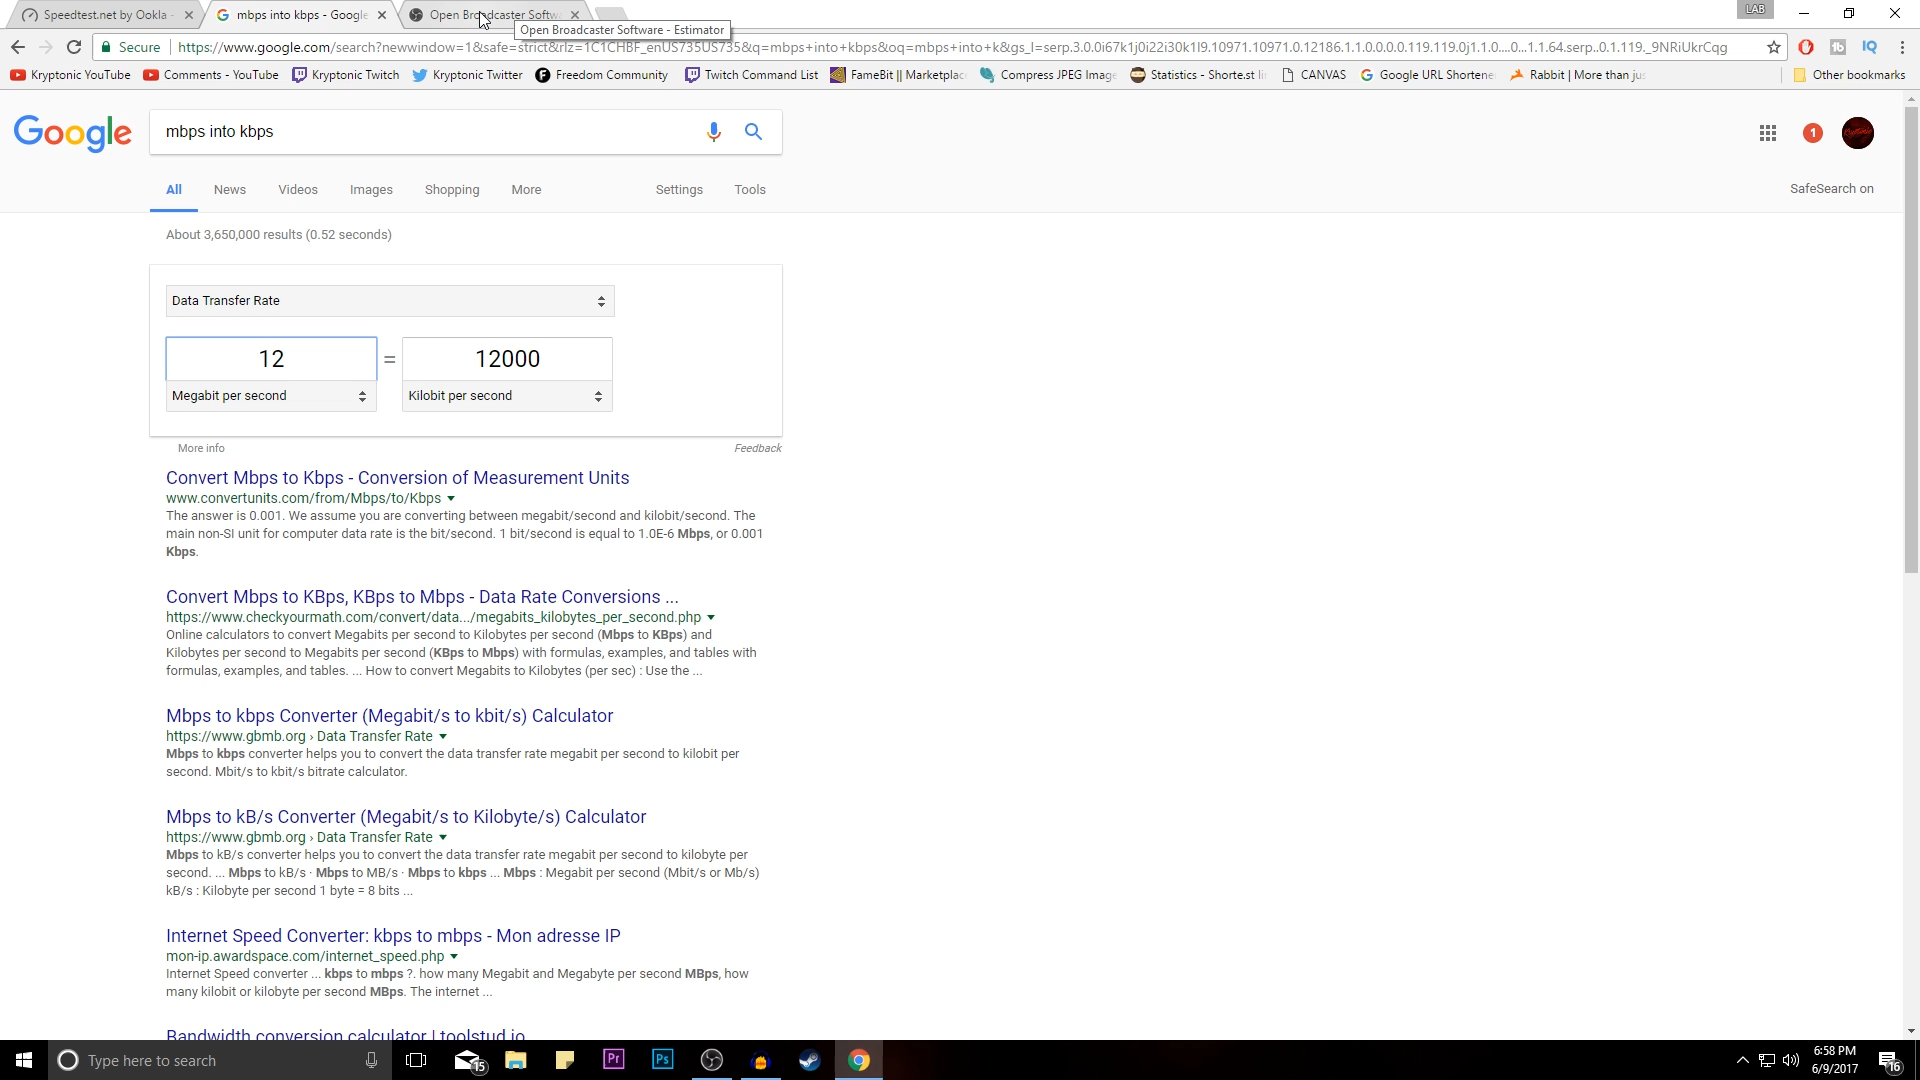 Speedtest.net by Ookla -
mbps into kbps - Google
Open Broadcaster Softw
LAB
Open Broadcaster Software - Estimator
Secure
https://www.google.com/search?newwindow=1&safe=strict&rlz=1C1CHBF_enUS735US735&q=mbps+into+kbps&oq=mbps+into+k&gs_l=serp.3.0.0i67k1j0i22i30k1l9.10971.10971.0.12186.1.1.0.0.0.0.119.119.0j1.1.0....0...1.1.64.serp..0.1.119._9NRiUkrCqg
Kryptonic YouTube
Comments - YouTube
Kryptonic Twitch
Kryptonic Twitter
Freedom Community
Twitch Command List
FameBit || Marketplac
Compress JPEG Image
Statistics - Shorte.st li
CANVAS
Google URL Shortene
Rabbit | More than jus
Other bookmarks
Google
mbps into kbps
1
All
News
Videos
Images
Shopping
More
Settings
Tools
SafeSearch on
About 3,650,000 results (0.52 seconds)
Data Transfer Rate
12 = 12000
Megabit per second
Kilobit per second
More info
Feedback
Convert Mbps to Kbps - Conversion of Measurement Units
www.convertunits.com/from/Mbps/to/Kbps
The answer is 0.001. We assume you are converting between megabit/second and kilobit/second. The
main non-SI unit for computer data rate is the bit/second. 1 bit/second is equal to 1.0E-6 Mbps, or 0.001
Kbps.
Convert Mbps to KBps, KBps to Mbps - Data Rate Conversions ...
https://www.checkyourmath.com/convert/data.../megabits_kilobytes_per_second.php
Online calculators to convert Megabits per second to Kilobytes per second (Mbps to KBps) and
Kilobytes per second to Megabits per second (KBps to Mbps) with formulas, examples, and tables with
formulas, examples, and tables. ... How to convert Megabits to Kilobytes (per sec) : Use the ...
Mbps to kbps Converter (Megabit/s to kbit/s) Calculator
https://www.gbmb.org › Data Transfer Rate
Mbps to kbps converter helps you to convert the data transfer rate megabit per second to kilobit per
second. Mbit/s to kbit/s bitrate calculator.
Mbps to kB/s Converter (Megabit/s to Kilobyte/s) Calculator
https://www.gbmb.org › Data Transfer Rate
Mbps to kB/s converter helps you to convert the data transfer rate megabit per second to kilobyte per
second. ... Mbps to kB/s · Mbps to MB/s · Mbps to kbps ... Mbps : Megabit per second (Mbit/s or Mb/s)
kB/s : Kilobyte per second 1 byte = 8 bits ...
Internet Speed Converter: kbps to mbps - Mon adresse IP
mon-ip.awardspace.com/internet_speed.php
Internet Speed converter ... kbps to mbps ?. how many Megabit and Megabyte per second MBps, how
many kilobit or kilobyte per second MBps. The internet ...
Bandwidth conversion calculator | toolstud.io
Type here to search
15
Pr
Ps
6:58 PM
6/9/2017
16